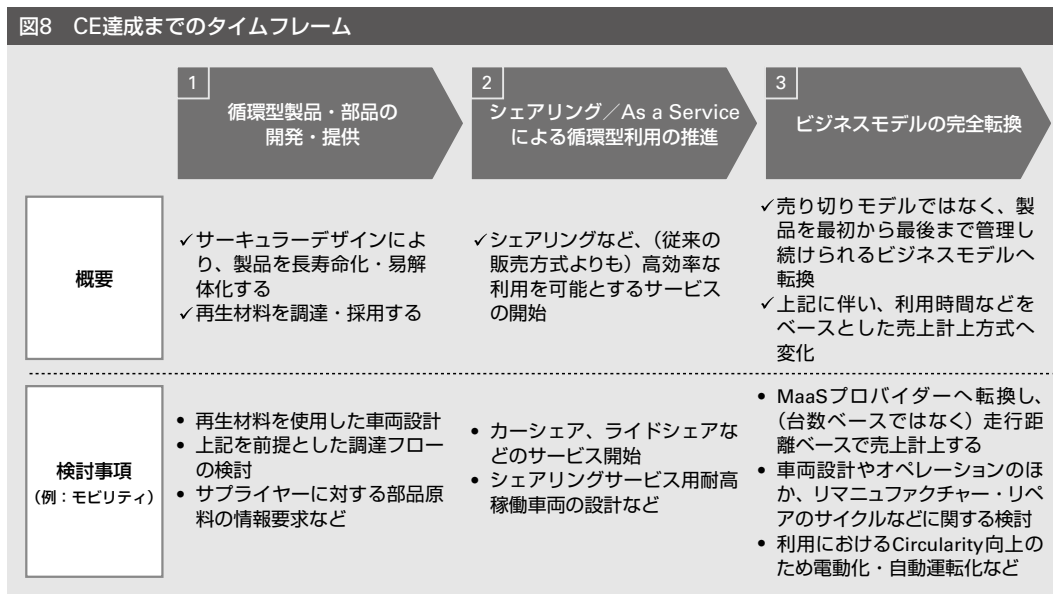 図8 CE達成までのタイムフレーム
1
循環型製品・部品の
開発・提供
2
シェアリング／As a Service
による循環型利用の推進
3
ビジネスモデルの完全転換
概要
✓サーキュラーデザインによ
り、製品を長寿命化・易解
体化する
✓再生材料を調達・採用する
✓シェアリングなど、（従来の
販売方式よりも）高効率な
利用を可能とするサービス
の開始
✓売り切りモデルではなく、製
品を最初から最後まで管理し
続けられるビジネスモデルへ
転換
✓上記に伴い、利用時間などを
ベースとした売上計上方式へ
変化
検討事項
（例：モビリティ）
• 再生材料を使用した車両設計
• 上記を前提とした調達フロー
の検討
• サプライヤーに対する部品原
料の情報要求など
• カーシェア、ライドシェアな
どのサービス開始
• シェアリングサービス用耐高
稼働車両の設計など
• MaaSプロバイダーへ転換し、
（台数ベースではなく）走行距
離ベースで売上計上する
• 車両設計やオペレーションのほ
か、リマニュファクチャー・リペ
アのサイクルなどに関する検討
• 利用におけるCircularity向上の
ため電動化・自動運転化など